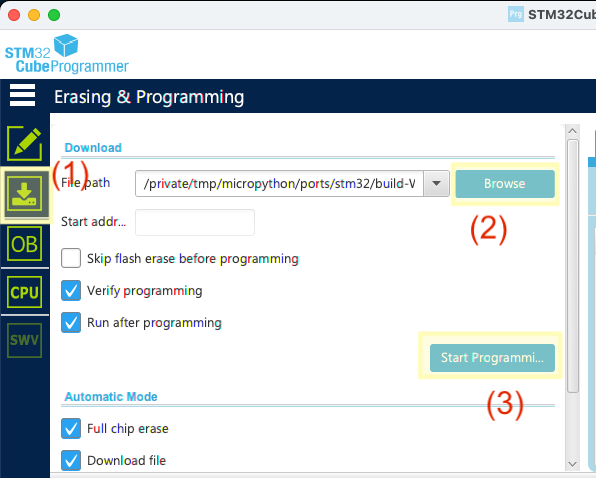 Prg STM32Cub
STM32
CubeProgrammer
Erasing & Programming
Download
(1)
File path /private/tmp/micropython/ports/stm32/build-W Browse
(2)
Start addr...
OB
Skip flash erase before programming
CPU
Verify programming
Run after programming
SWV
Start Programmi...
(3)
Automatic Mode
Full chip erase
Download file